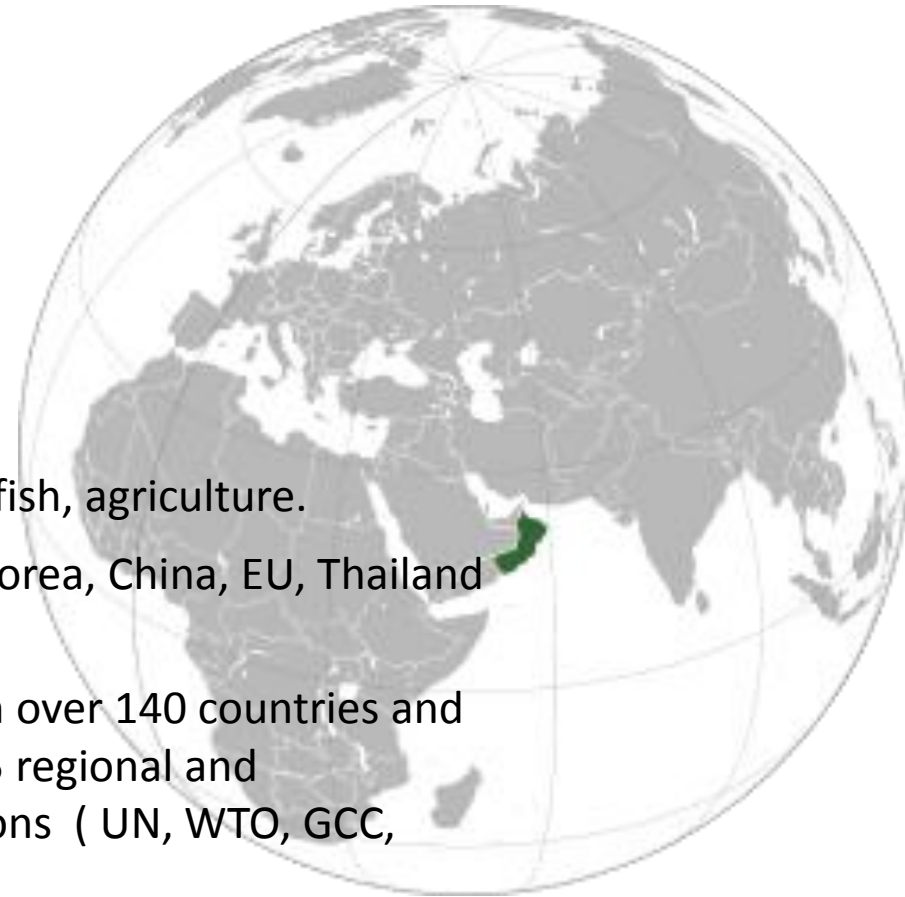 fish, agriculture.
orea, China, EU, Thailand
over 140 countries and
regional and
ons ( UN, WTO, GCC,